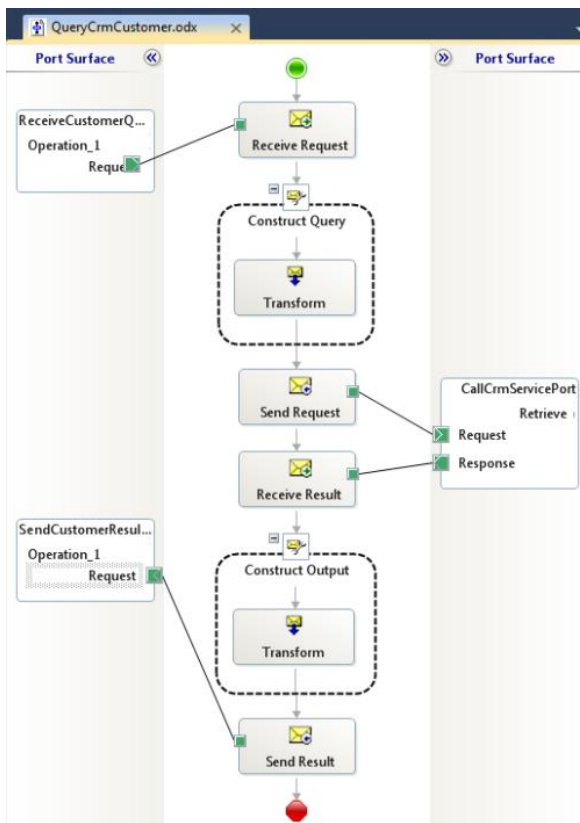 QueryCrmCustomer.odx
Port Surface
Port Surface
ReceiveCustomerQ...
Operation_1
Reque
Receive Request
Construct Query
Transform
Send Request
CallCrmServicePort
Retrieve
Request
Response
Receive Result
SendCustomerResul...
Operation_1
Request
Construct Output
Transform
Send Result